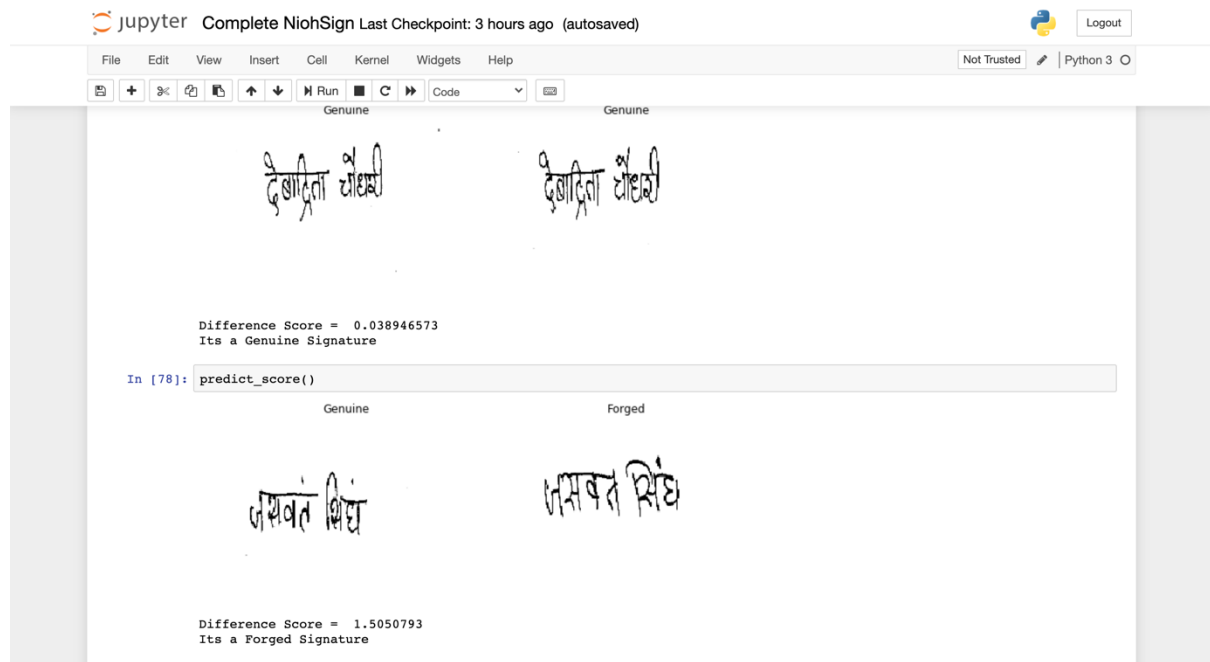 jupyter Complete NiohSign Last Checkpoint: 3 hours ago (autosaved) Logout
File Edit View Insert Cell Kernel Widgets Help Not Trusted Python 3
Run Code
Genuine Genuine
देबाद्रिता चौधरी देबाद्रिता चौधरी
Difference Score = 0.038946573
Its a Genuine Signature
In [78]: predict_score()
Genuine Forged
जसवतं सिंघं जसवत सिंघ
Difference Score = 1.5050793
Its a Forged Signature